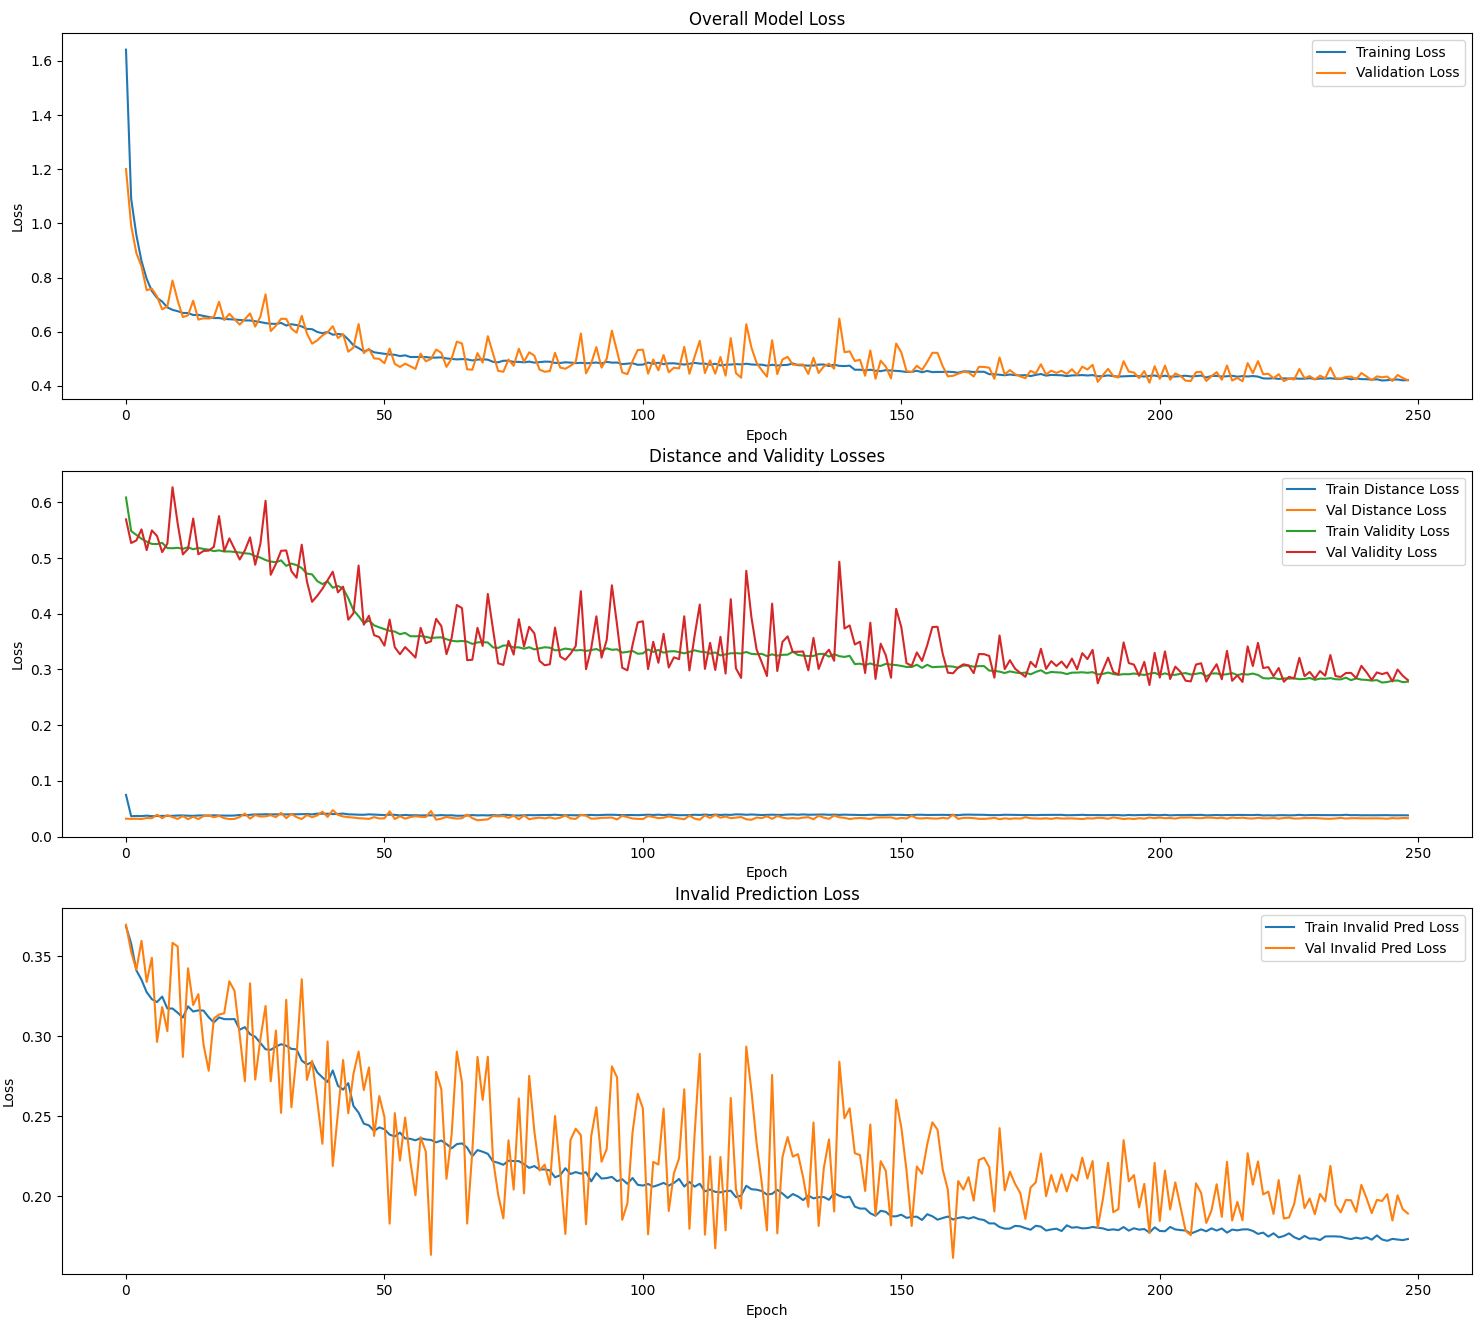 Overall Model Loss
Training Loss
Validation Loss
1.6
1.4
1.2
1.0
0.8
0.6
0.4
Loss
0 50 100 150 200 250
Epoch
Distance and Validity Losses
Train Distance Loss
Val Distance Loss
Train Validity Loss
Val Validity Loss
0.6
0.5
0.4
0.3
0.2
0.1
0.0
Loss
0 50 100 150 200 250
Epoch
Invalid Prediction Loss
Train Invalid Pred Loss
Val Invalid Pred Loss
0.35
0.30
0.25
0.20
Loss
0 50 100 150 200 250
Epoch